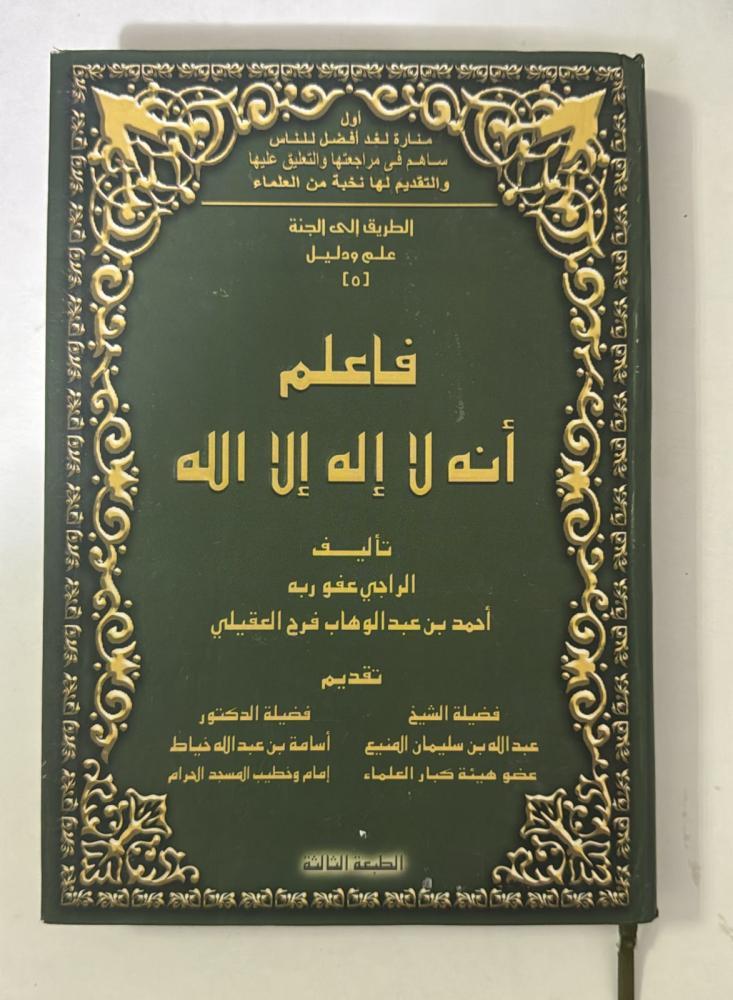 أول
منارة لغد أفضل للناس
ساهم في مراجعتها والتعليق عليها
والتقديم لها نخبة من العلماء
الطريق إلى الجنة
علم ودليل
[٥]
فاعلم
أنه لا إله إلا الله
تأليف
الراجي عفو ربه
أحمد بن عبدالوهاب فرح العقيلي
تقديم
فضيلة الشيخ
عبدالله بن سليمان المنيع
عضو هيئة كبار العلماء
فضيلة الدكتور
أسامة بن عبدالله خياط
إمام وخطيب المسجد الحرام
الطبعة الثالثة